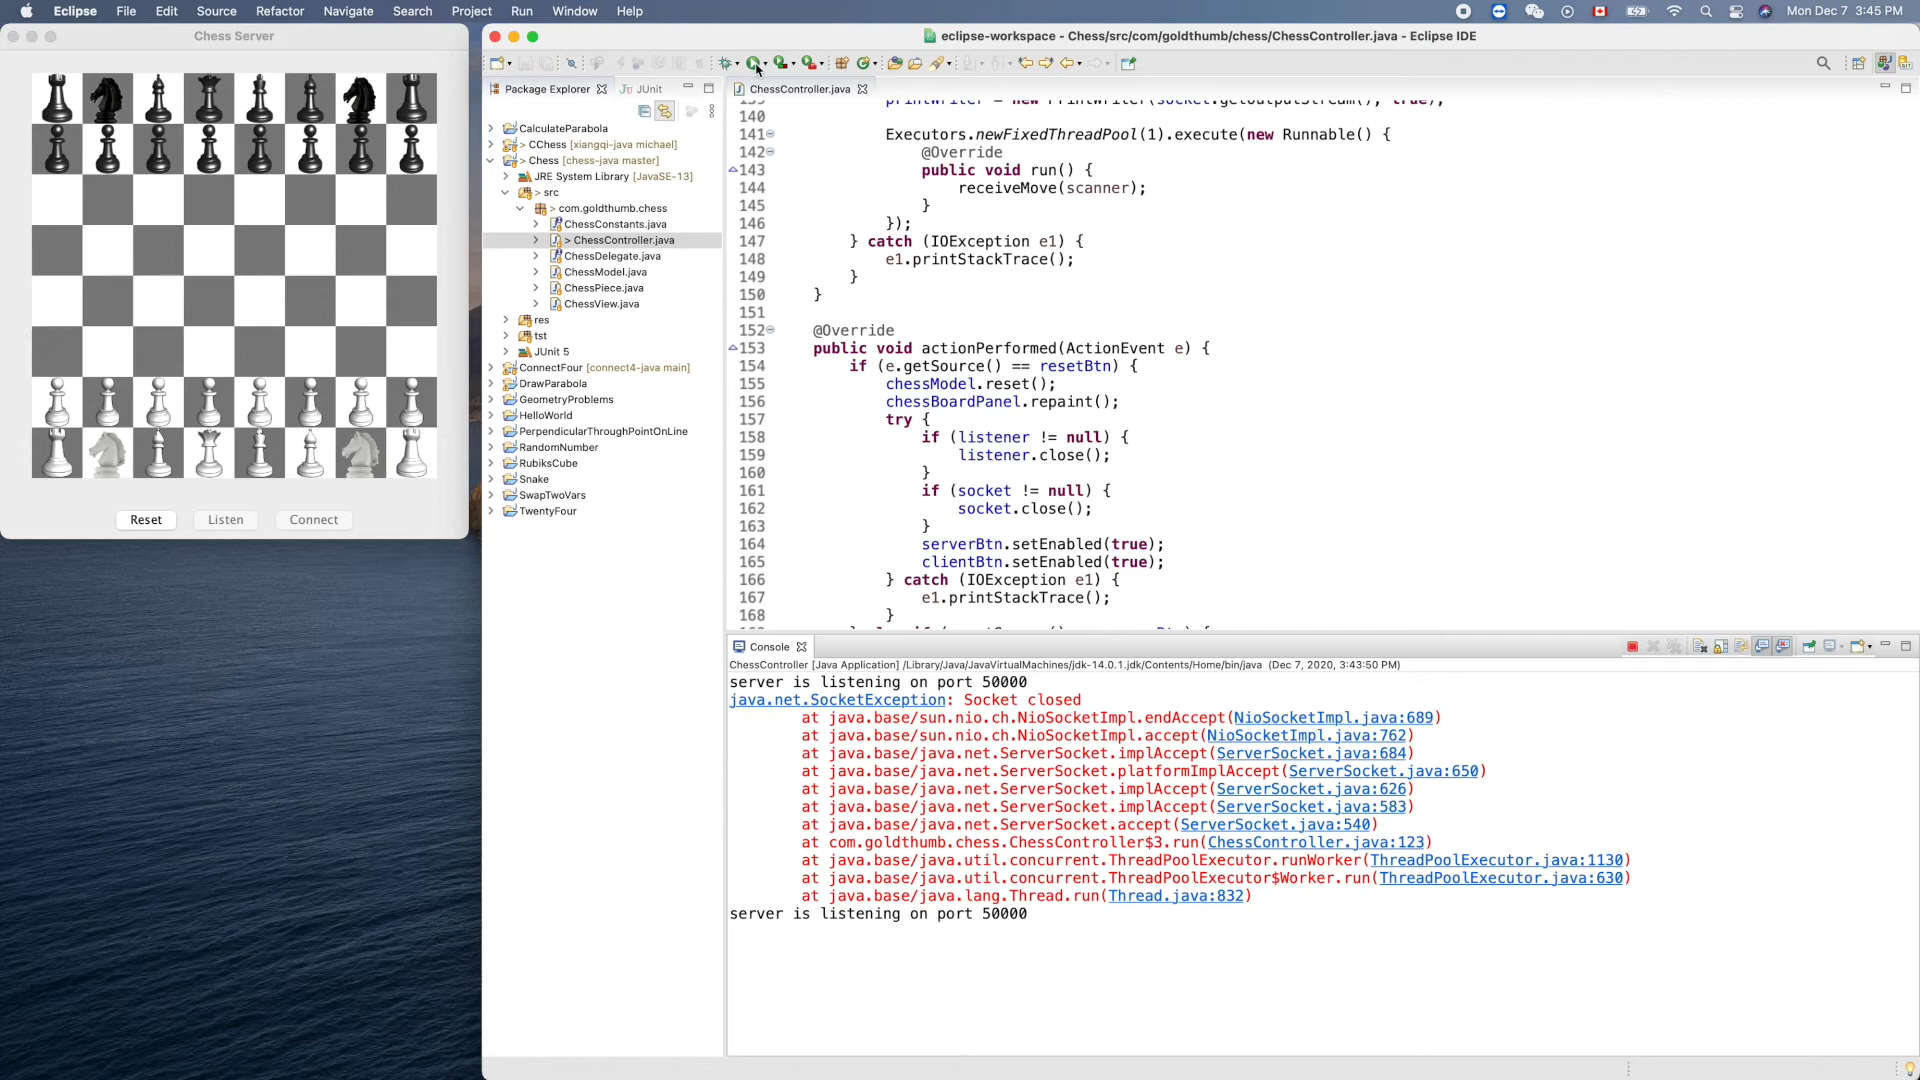 Eclipse File Edit Source Refactor Navigate Search Project Run Window Help Mon Dec 7 3:45 PM
Chess Server
Reset Listen Connect
eclipse-workspace - Chess/src/com/goldthumb/chess/ChessController.java - Eclipse IDE
Package Explorer JUnit
CalculateParabola
> CChess [xiangqi-java michael]
> Chess [chess-java master]
JRE System Library [JavaSE-13]
> src
> com.goldthumb.chess
ChessConstants.java
> ChessController.java
ChessDelegate.java
ChessModel.java
ChessPiece.java
ChessView.java
res
tst
JUnit 5
ConnectFour [connect4-java main]
DrawParabola
GeometryProblems
HelloWorld
PerpendicularThroughPointOnLine
RandomNumber
RubiksCube
Snake
SwapTwoVars
TwentyFour
ChessController.java
139 printWriter = new PrintWriter(socket.getOutputStream(), true);
140
141 Executors.newFixedThreadPool(1).execute(new Runnable() {
142 @Override
143 public void run() {
144 receiveMove(scanner);
145 }
146 });
147 } catch (IOException e1) {
148 e1.printStackTrace();
149 }
150 }
151
152 @Override
153 public void actionPerformed(ActionEvent e) {
154 if (e.getSource() == resetBtn) {
155 chessModel.reset();
156 chessBoardPanel.repaint();
157 try {
158 if (listener != null) {
159 listener.close();
160 }
161 if (socket != null) {
162 socket.close();
163 }
164 serverBtn.setEnabled(true);
165 clientBtn.setEnabled(true);
166 } catch (IOException e1) {
167 e1.printStackTrace();
168 }
Console
ChessController [Java Application] /Library/Java/JavaVirtualMachines/jdk-14.0.1.jdk/Contents/Home/bin/java (Dec 7, 2020, 3:43:50 PM)
server is listening on port 50000
java.net.SocketException: Socket closed
at java.base/sun.nio.ch.NioSocketImpl.endAccept(NioSocketImpl.java:689)
at java.base/sun.nio.ch.NioSocketImpl.accept(NioSocketImpl.java:762)
at java.base/java.net.ServerSocket.implAccept(ServerSocket.java:684)
at java.base/java.net.ServerSocket.platformImplAccept(ServerSocket.java:650)
at java.base/java.net.ServerSocket.implAccept(ServerSocket.java:626)
at java.base/java.net.ServerSocket.implAccept(ServerSocket.java:583)
at java.base/java.net.ServerSocket.accept(ServerSocket.java:540)
at com.goldthumb.chess.ChessController$3.run(ChessController.java:123)
at java.base/java.util.concurrent.ThreadPoolExecutor.runWorker(ThreadPoolExecutor.java:1130)
at java.base/java.util.concurrent.ThreadPoolExecutor$Worker.run(ThreadPoolExecutor.java:630)
at java.base/java.lang.Thread.run(Thread.java:832)
server is listening on port 50000